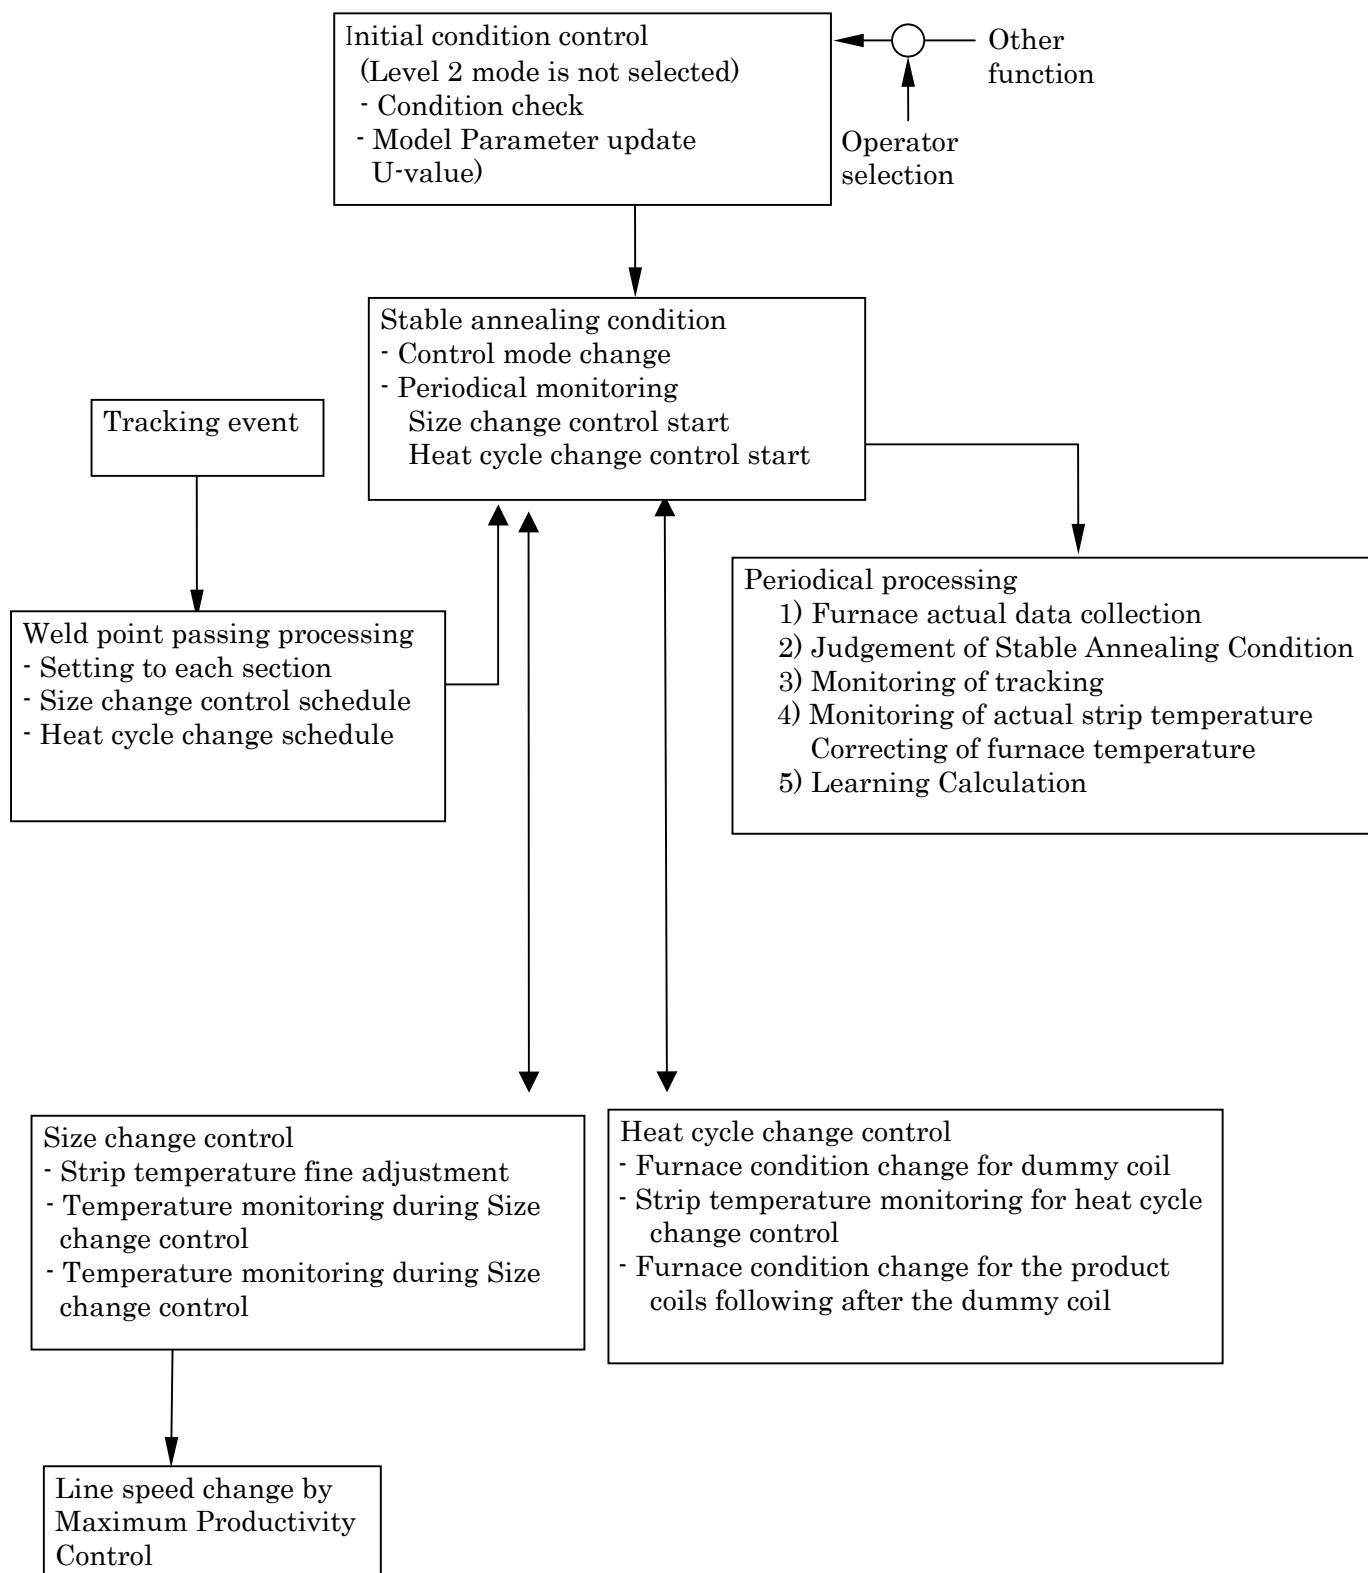 Initial condition control
(Level 2 mode is not selected)
- Condition check
- Model Parameter update
U-value)
Other
function
Operator
selection
Stable annealing condition
- Control mode change
- Periodical monitoring
Size change control start
Heat cycle change control start
Tracking event
Weld point passing processing
- Setting to each section
- Size change control schedule
- Heat cycle change schedule
Periodical processing
1) Furnace actual data collection
2) Judgement of Stable Annealing Condition
3) Monitoring of tracking
4) Monitoring of actual strip temperature
Correcting of furnace temperature
5) Learning Calculation
Size change control
- Strip temperature fine adjustment
- Temperature monitoring during Size
change control
- Temperature monitoring during Size
change control
Heat cycle change control
- Furnace condition change for dummy coil
- Strip temperature monitoring for heat cycle
change control
- Furnace condition change for the product
coils following after the dummy coil
Line speed change by
Maximum Productivity
Control